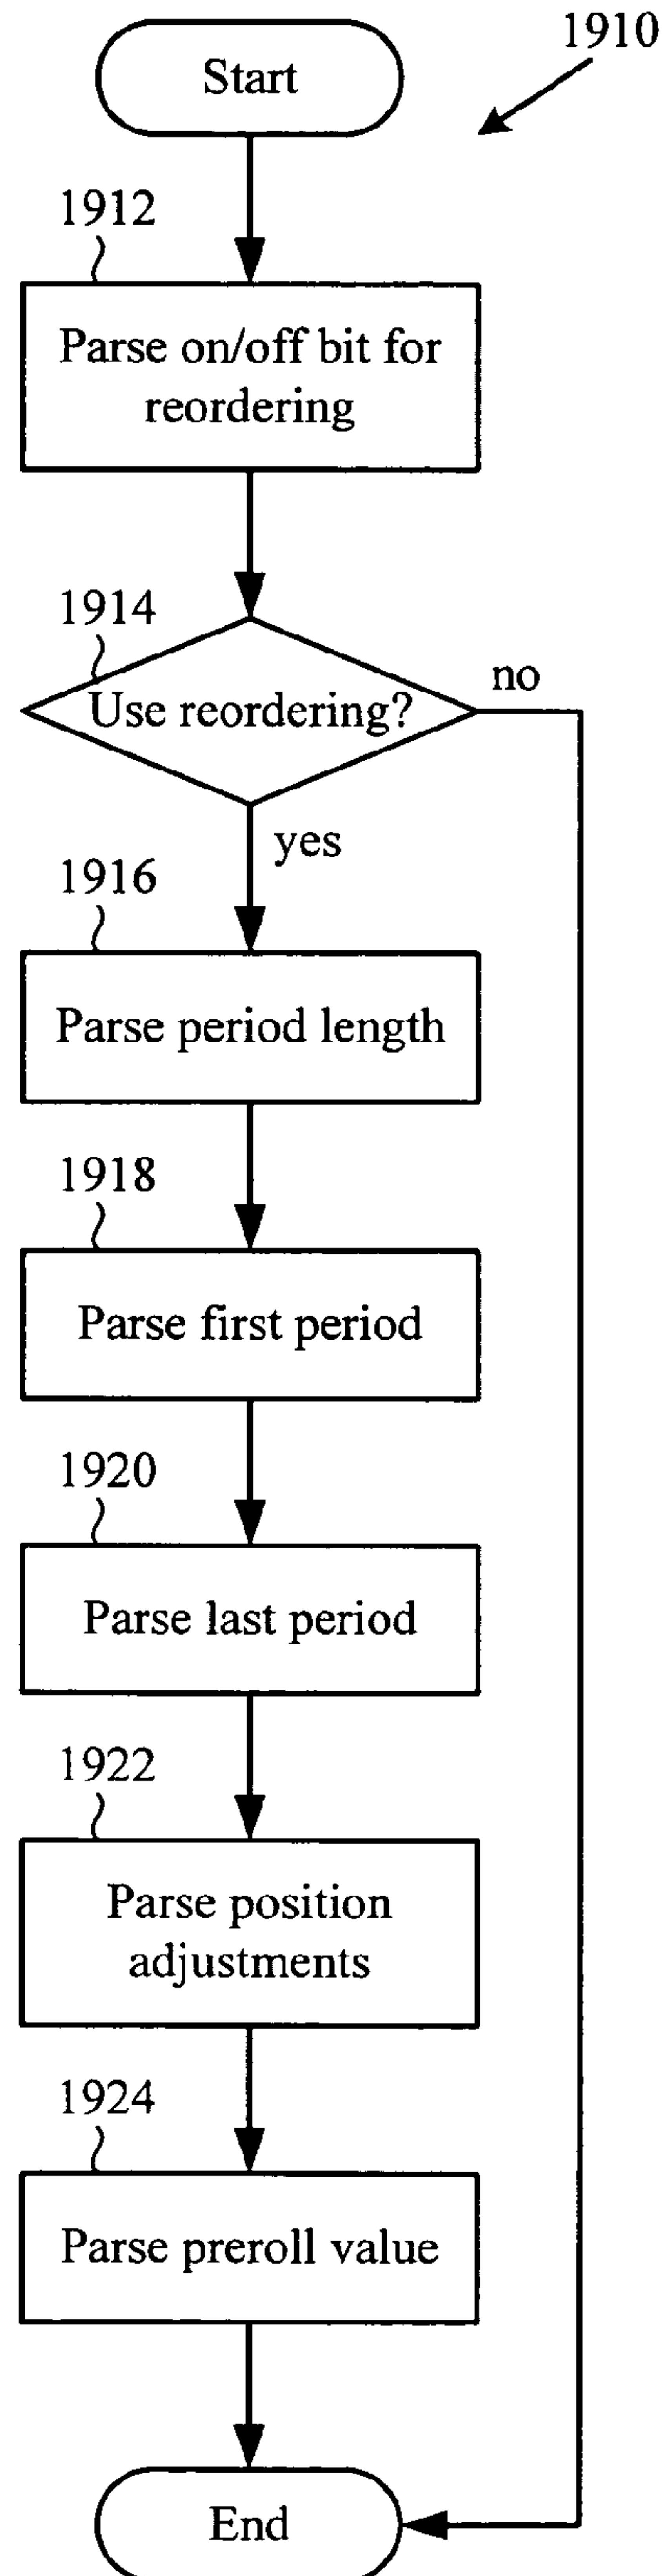 1910
Start
1912
Parse on/off bit for
reordering
1914
Use reordering?
no
yes
1916
Parse period length
1918
Parse first period
1920
Parse last period
1922
Parse position
adjustments
1924
Parse preroll value
End